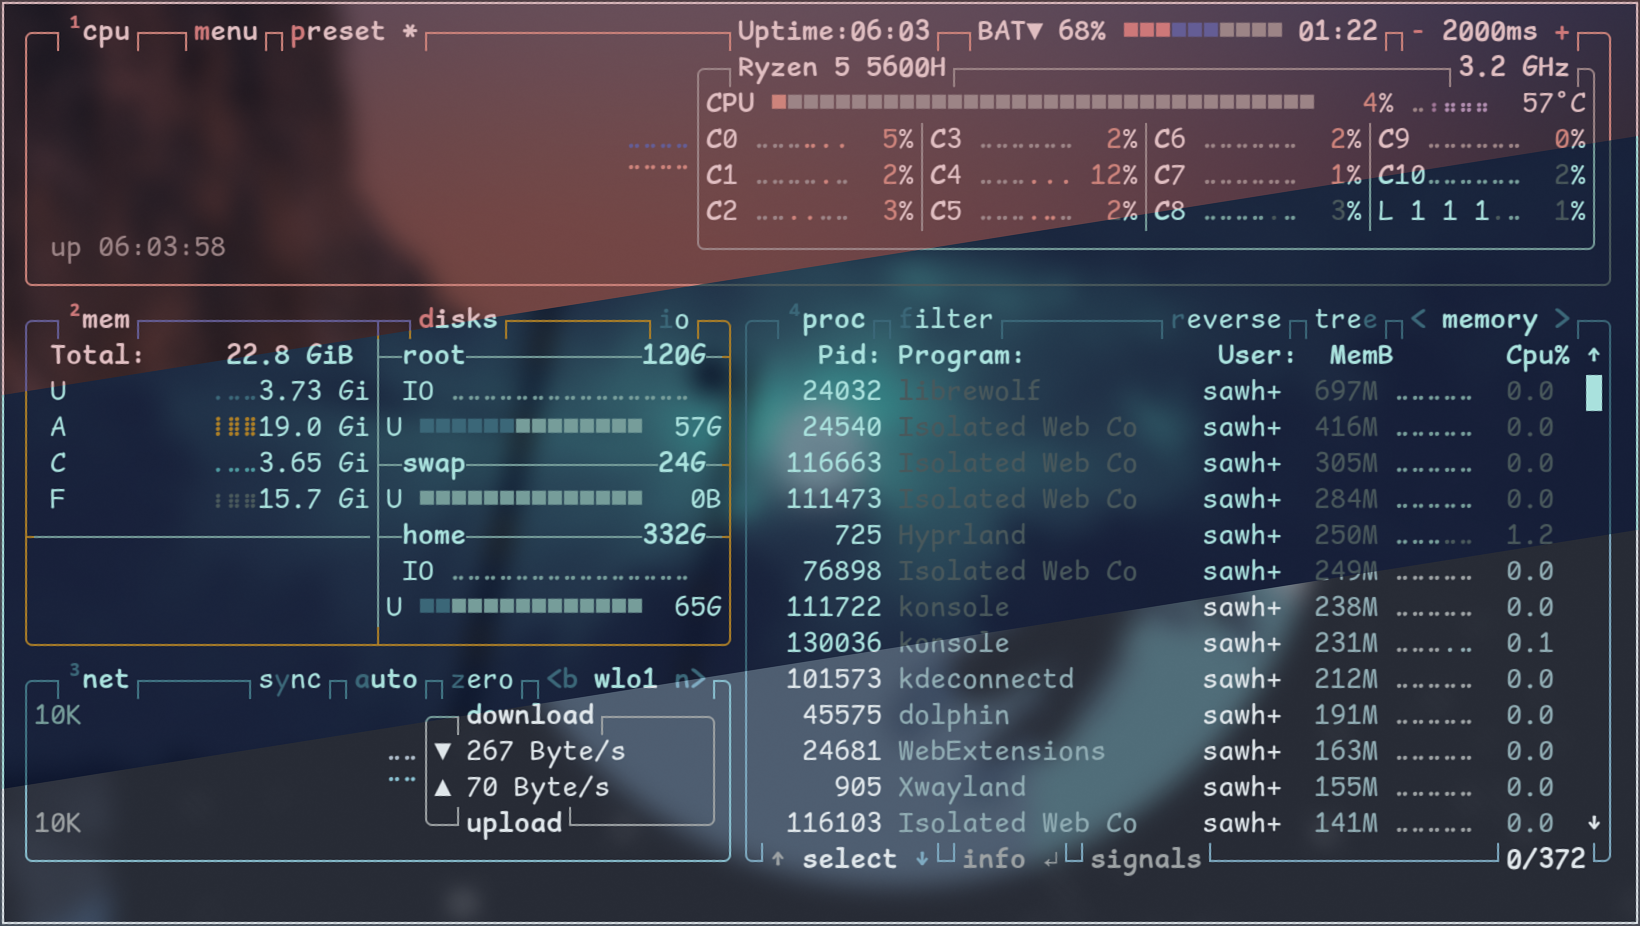 ¹cpu menu preset * Uptime:06:03 BAT▼ 68% 01:22 - 2000ms +
Ryzen 5 5600H 3.2 GHz
CPU 4% 57°C
C0 5% C3 2% C6 2% C9 0%
C1 2% C4 12% C7 1% C10 2%
C2 3% C5 2% C8 3% L 1 1 1 1%
up 06:03:58
²mem disks io
Total: 22.8 GiB root 120G
U 3.73 Gi IO
A 19.0 Gi U 57G
C 3.65 Gi swap 24G
F 15.7 Gi U 0B
home 332G
IO
U 65G
³net sync auto zero <b wlo1 n>
10K
download
▼ 267 Byte/s
▲ 70 Byte/s
10K
upload
⁴proc filter reverse tree < memory >
Pid: Program: User: MemB Cpu% ↑
24032 librewolf sawh+ 697M 0.0
24540 Isolated Web Co sawh+ 416M 0.0
116663 Isolated Web Co sawh+ 305M 0.0
111473 Isolated Web Co sawh+ 284M 0.0
725 Hyprland sawh+ 250M 1.2
76898 Isolated Web Co sawh+ 249M 0.0
111722 konsole sawh+ 238M 0.0
130036 konsole sawh+ 231M 0.1
101573 kdeconnectd sawh+ 212M 0.0
45575 dolphin sawh+ 191M 0.0
24681 WebExtensions sawh+ 163M 0.0
905 Xwayland sawh+ 155M 0.0
116103 Isolated Web Co sawh+ 141M 0.0 ↓
↑ select ↓ info ↵ signals 0/372